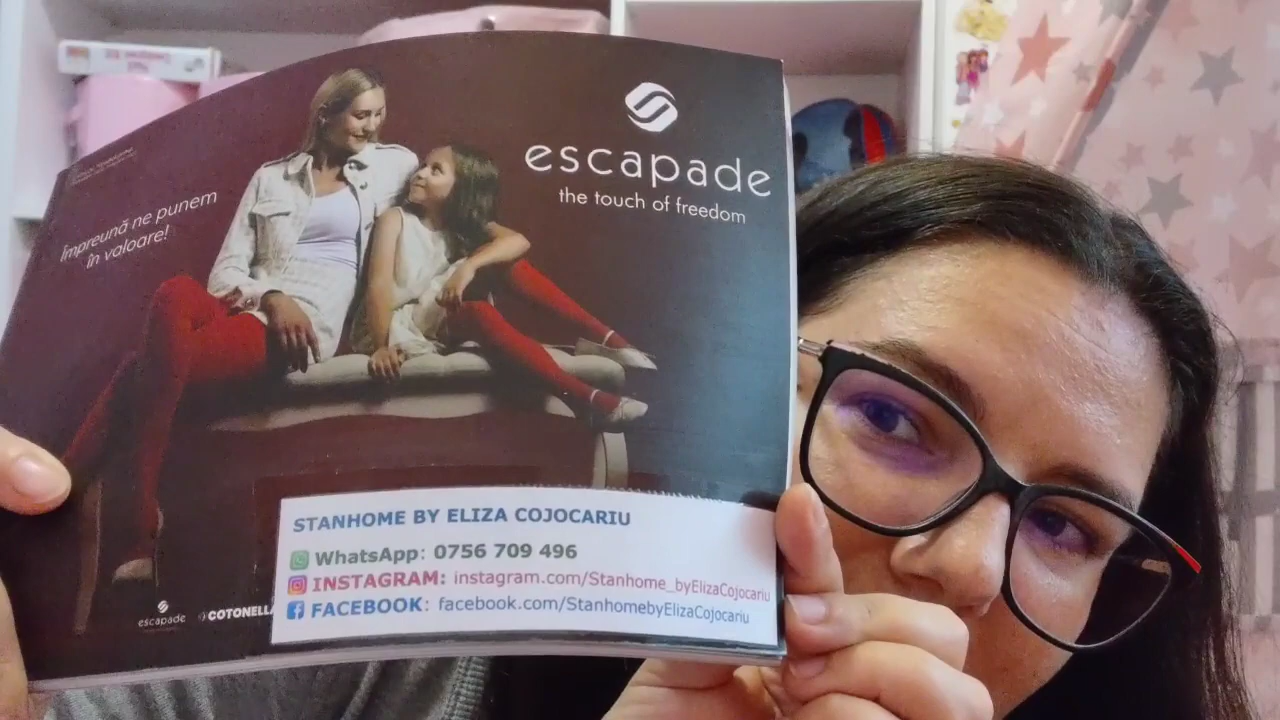 escapade
the touch of freedom
Împreună ne punem
în valoare!
STANHOME BY ELIZA COJOCARIU
WhatsApp: 0756 709 496
INSTAGRAM: instagram.com/Stanhome_byElizaCojocariu
FACEBOOK: facebook.com/StanhomebyElizaCojocariu
escapade